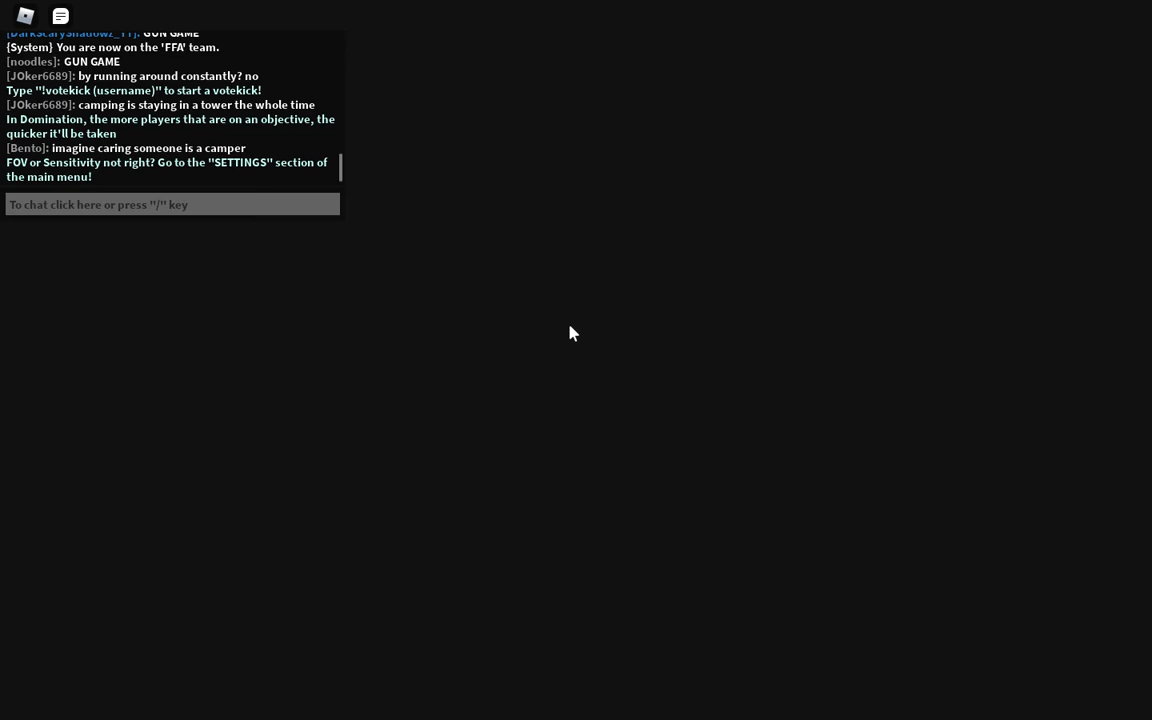 [DarkScaryShadowz_YT]: GUN GAME
{System} You are now on the 'FFA' team.
[noodles]: GUN GAME
[JOker6689]: by running around constantly? no
Type "!votekick (username)" to start a votekick!
[JOker6689]: camping is staying in a tower the whole time
In Domination, the more players that are on an objective, the
quicker it'll be taken
[Bento]: imagine caring someone is a camper
FOV or Sensitivity not right? Go to the "SETTINGS" section of
the main menu!
To chat click here or press "/" key